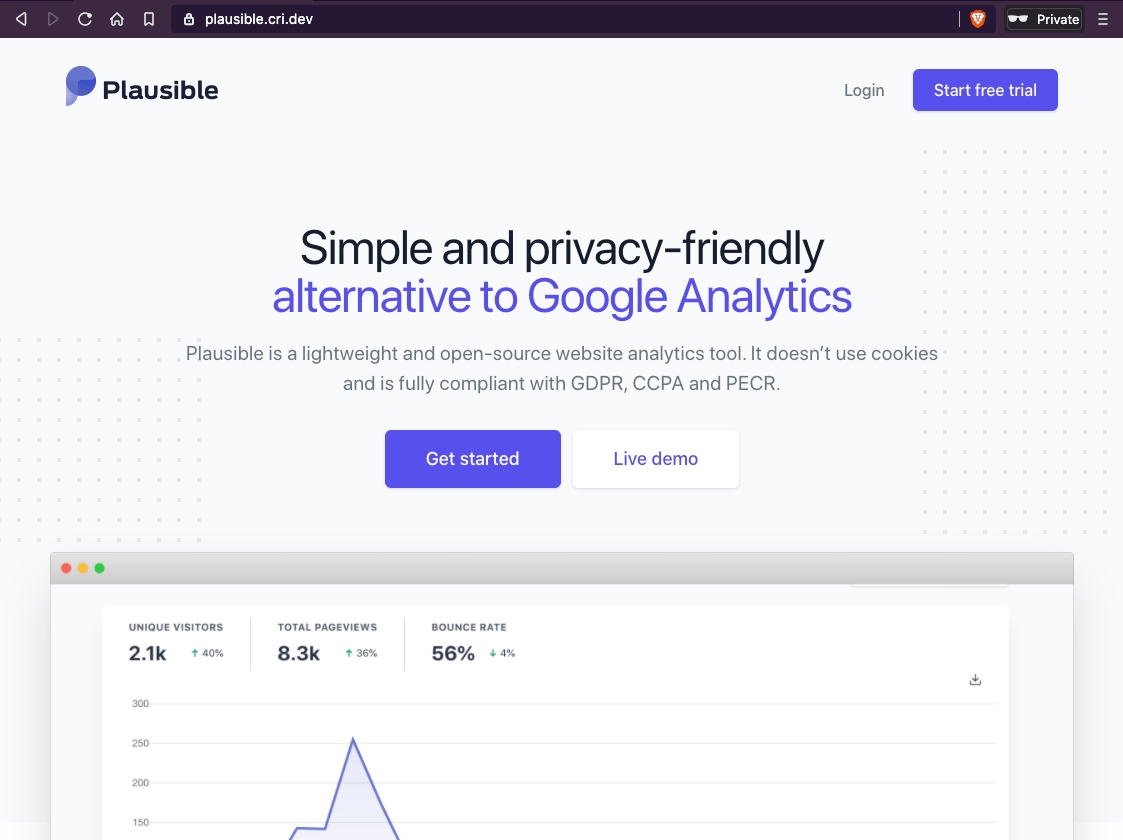 plausible.cri.dev
Private
Plausible
Login
Start free trial
Simple and privacy-friendly
alternative to Google Analytics
Plausible is a lightweight and open-source website analytics tool. It doesn’t use cookies
and is fully compliant with GDPR, CCPA and PECR.
Get started
Live demo
UNIQUE VISITORS
2.1k ↑ 40%
TOTAL PAGEVIEWS
8.3k ↑ 36%
BOUNCE RATE
56% ↓ 4%
300
250
200
150